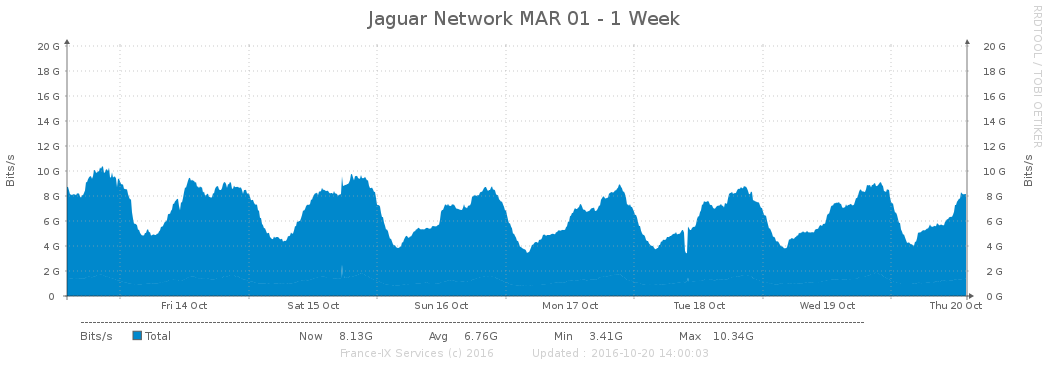 Jaguar Network MAR 01 - 1 Week
RRDTOOL / TOBI OETIKER
Bits/s
20 G
18 G
16 G
14 G
12 G
10 G
8 G
6 G
4 G
2 G
0
20 G
18 G
16 G
14 G
12 G
10 G
8 G
6 G
4 G
2 G
0 G
Bits/s
Fri 14 Oct Sat 15 Oct Sun 16 Oct Mon 17 Oct Tue 18 Oct Wed 19 Oct Thu 20 Oct
Bits/s Total Now 8.13G Avg 6.76G Min 3.41G Max 10.34G
France-IX Services (c) 2016 Updated : 2016-10-20 14:00:03